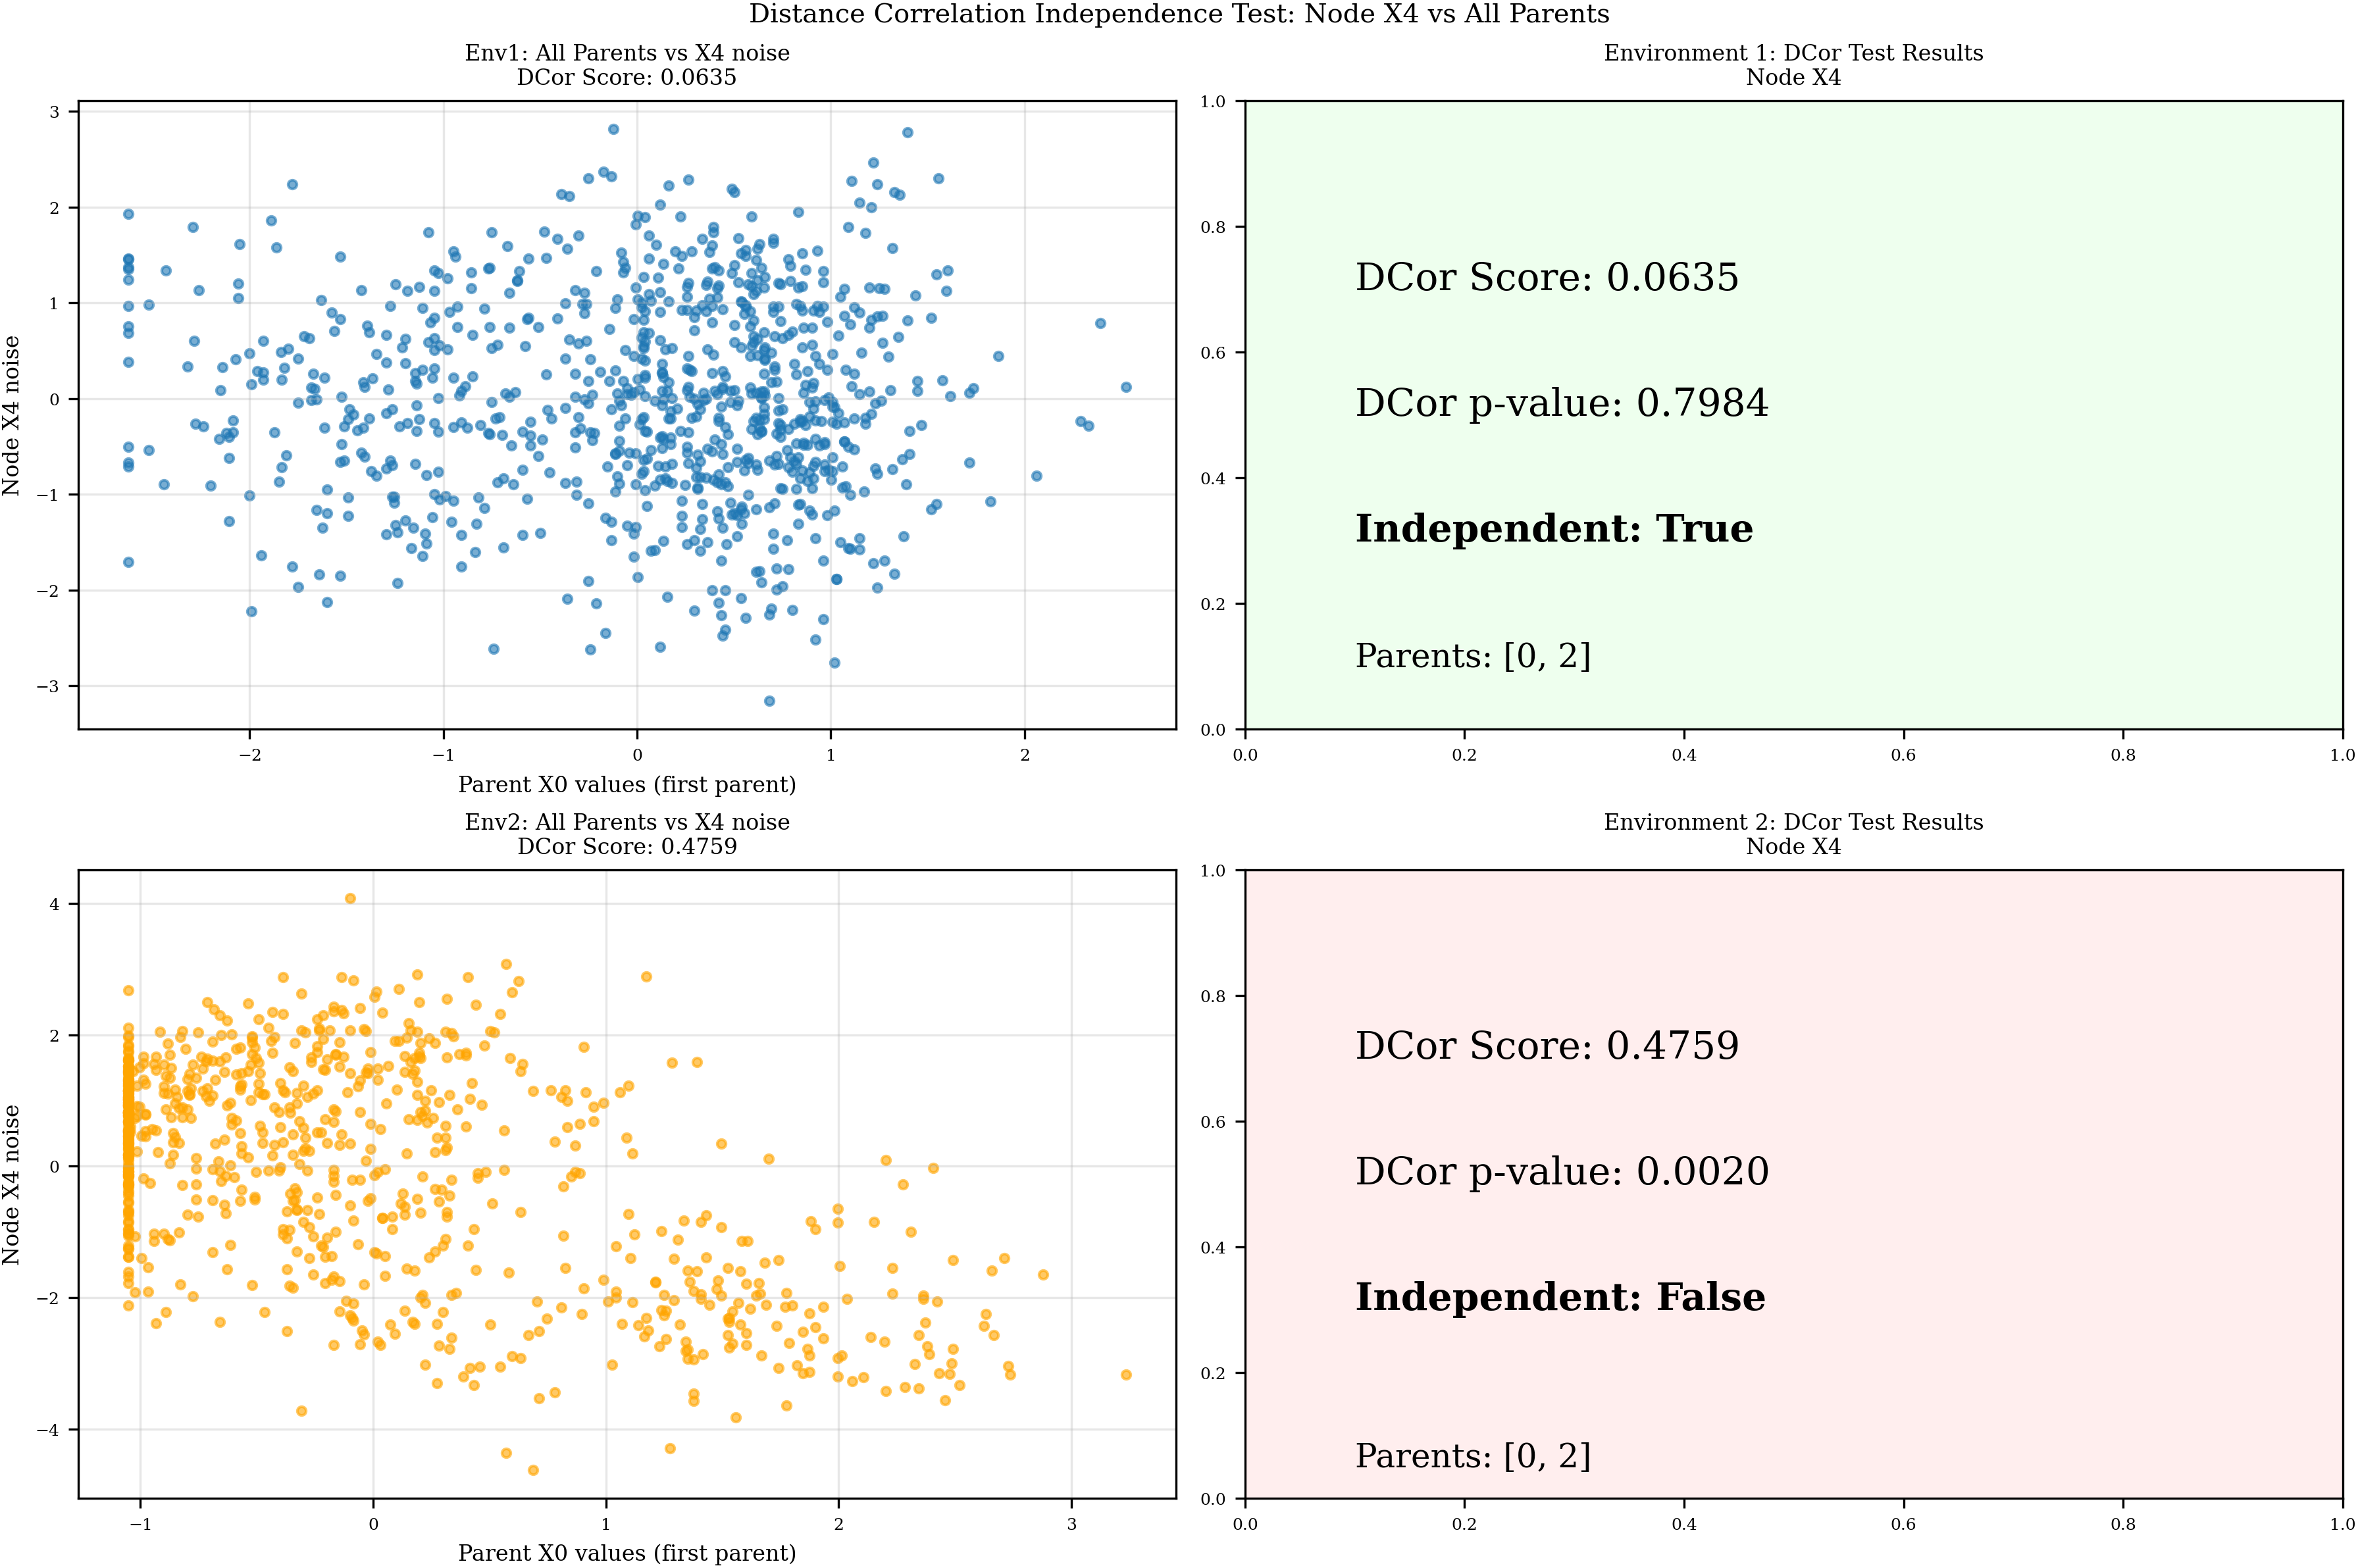 Distance Correlation Independence Test: Node X4 vs All Parents
Env1: All Parents vs X4 noise
DCor Score: 0.0635
3
2
1
0
−1
−2
−3
Node X4 noise
−2
−1
0
1
2
Parent X0 values (first parent)
Environment 1: DCor Test Results
Node X4
1.0
0.8
0.6
0.4
0.2
0.0
DCor Score: 0.0635
DCor p-value: 0.7984
Independent: True
Parents: [0, 2]
0.0
0.2
0.4
0.6
0.8
1.0
Env2: All Parents vs X4 noise
DCor Score: 0.4759
4
2
0
−2
−4
Node X4 noise
−1
0
1
2
3
Parent X0 values (first parent)
Environment 2: DCor Test Results
Node X4
1.0
0.8
0.6
0.4
0.2
0.0
DCor Score: 0.4759
DCor p-value: 0.0020
Independent: False
Parents: [0, 2]
0.0
0.2
0.4
0.6
0.8
1.0